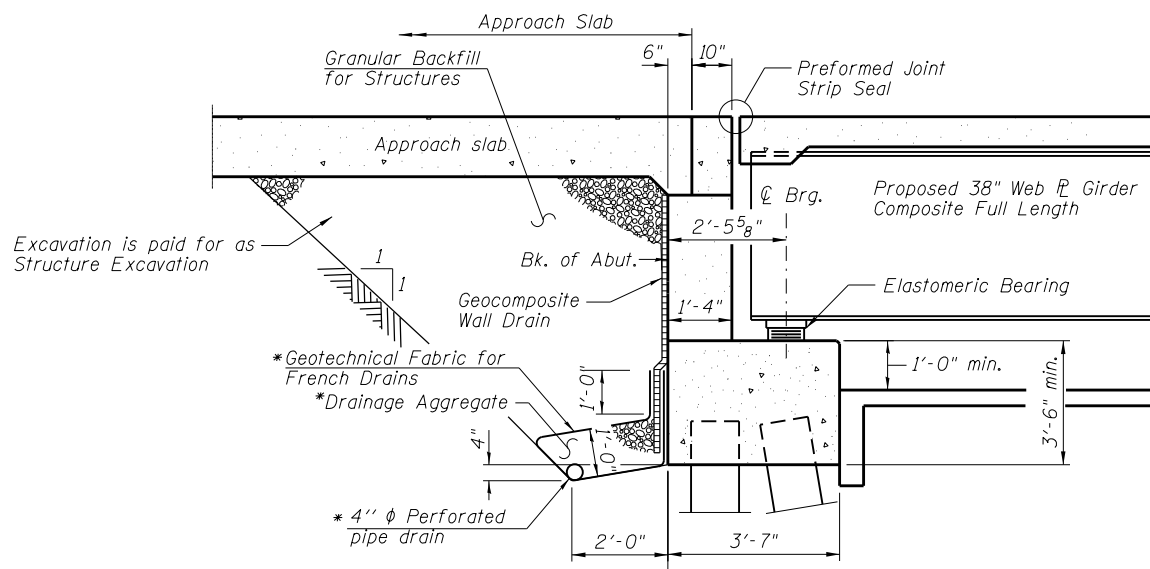 Approach Slab
Granular Backfill
for Structures
6"
10"
Preformed Joint
Strip Seal
Approach slab
℄ Brg.
Proposed 38" Web ⅊ Girder
Composite Full Length
2'-5⅝"
Excavation is paid for as
Structure Excavation
1
1
Bk. of Abut.
Geocomposite
Wall Drain
1'-4"
Elastomeric Bearing
*Geotechnical Fabric for
French Drains
*Drainage Aggregate
1'-0"
1'-0" min.
3'-6" min.
4"
1'-0"
* 4'' ϕ Perforated
pipe drain
2'-0"
3'-7"